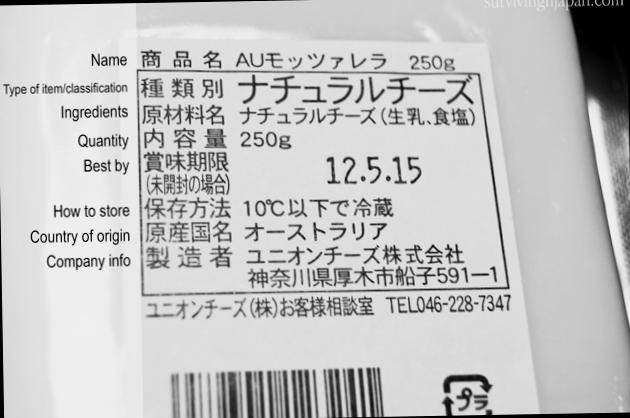 survivingnjapan.com
Name 商品名 AUモッツァレラ 250g
Type of item/classification 種類別 ナチュラルチーズ
Ingredients 原材料名 ナチュラルチーズ(生乳、食塩)
Quantity 内容量 250g
Best by 賞味期限 12.5.15
(未開封の場合)
How to store 保存方法 10℃以下で冷蔵
Country of origin 原産国名 オーストラリア
Company info 製造者 ユニオンチーズ株式会社
神奈川県厚木市船子591-1
ユニオンチーズ(株)お客様相談室 TEL046-228-7347
プラ